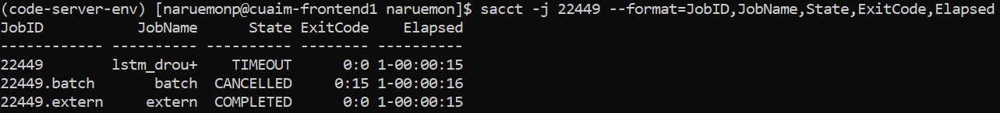 (code-server-env) [naruemonp@cuaim-frontend1 naruemon]$ sacct -j 22449 --format=JobID,JobName,State,ExitCode,Elapsed
JobID           JobName      State ExitCode    Elapsed
------------ ---------- ---------- -------- ----------
22449        lstm_drou+    TIMEOUT      0:0 1-00:00:15
22449.batch       batch  CANCELLED     0:15 1-00:00:16
22449.extern     extern  COMPLETED      0:0 1-00:00:15